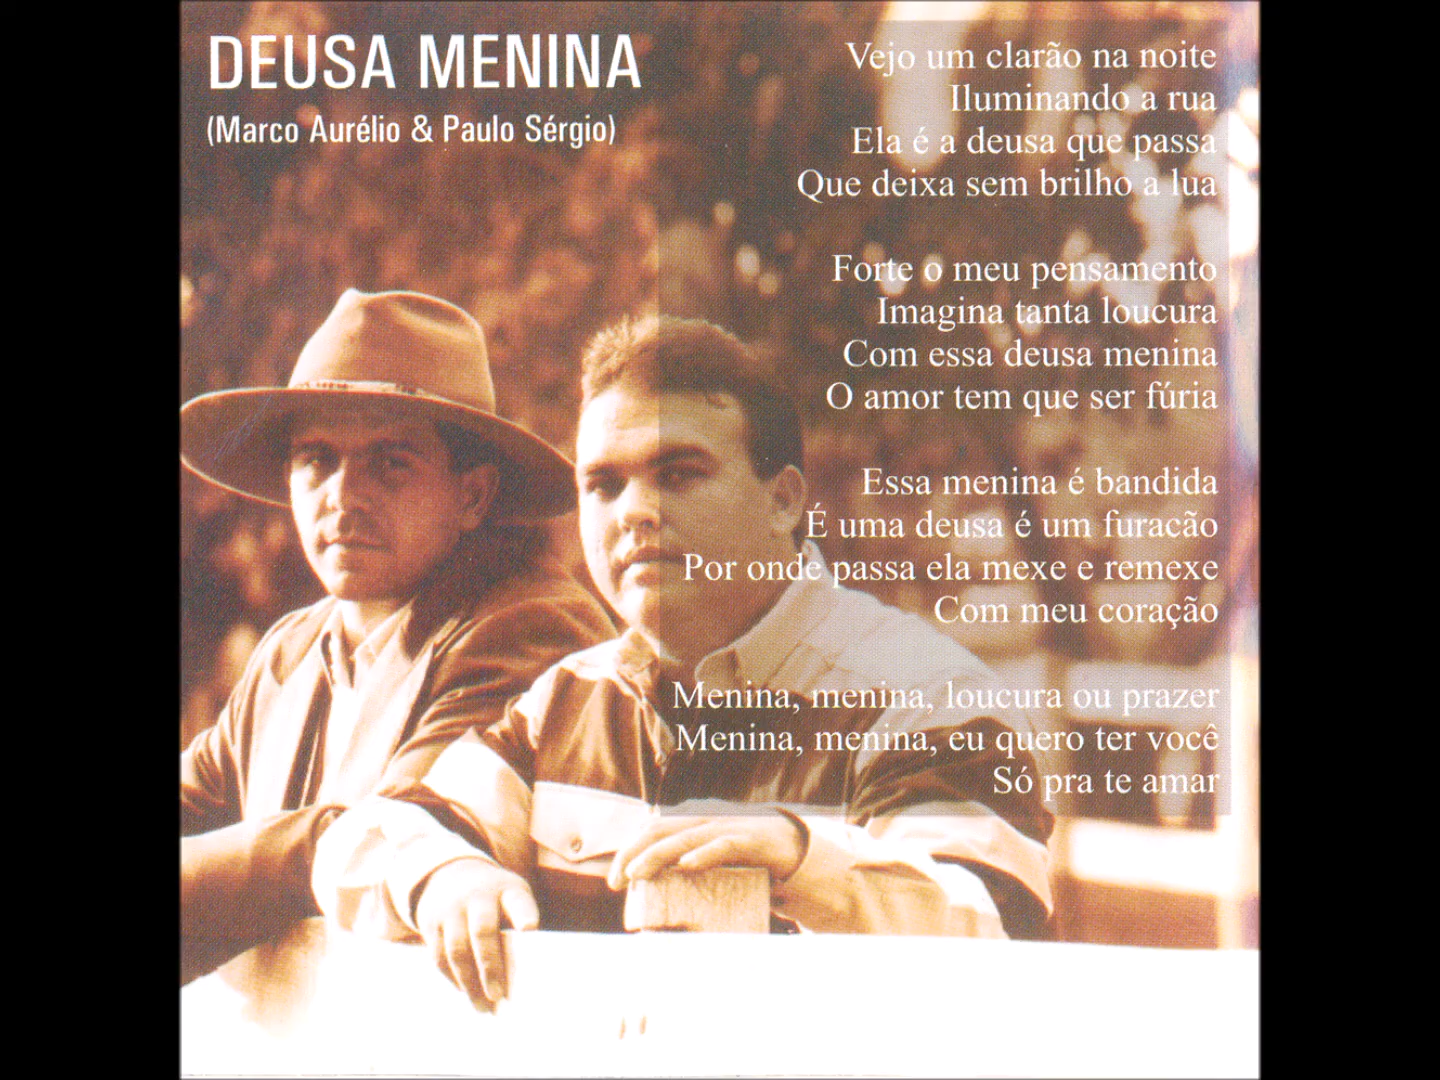 DEUSA MENINA
(Marco Aurélio & Paulo Sérgio)
Vejo um clarão na noite
Iluminando a rua
Ela é a deusa que passa
Que deixa sem brilho a lua
Forte o meu pensamento
Imagina tanta loucura
Com essa deusa menina
O amor tem que ser fúria
Essa menina é bandida
É uma deusa é um furacão
Por onde passa ela mexe e remexe
Com meu coração
Menina, menina, loucura ou prazer
Menina, menina, eu quero ter você
Só pra te amar